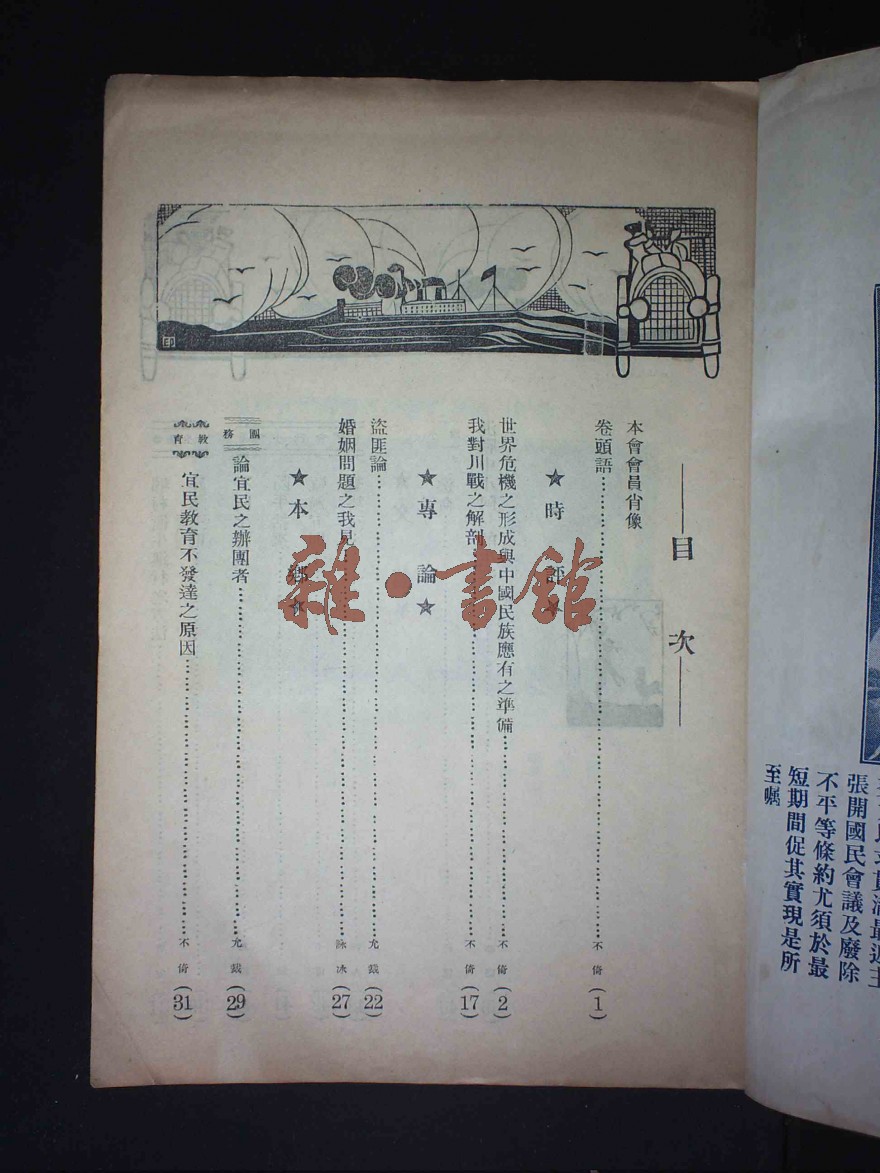 目次
本會會員肖像
卷頭語 不倚 (1)
★時評★
世界危機之形成與中國民族應有之準備 不倚 (2)
我對川戰之解剖 不倚 (17)
★專論★
盜匪論 允裁 (22)
婚姻問題之我見 詠冰 (27)
★本鄉★
團務
論宜民之辦團者 允裁 (29)
教育
宜民教育不發達之原因 不倚 (31)
雜·書館
張開國民會議及廢除
不平等條約尤須於最
短期間促其實現是所
至囑